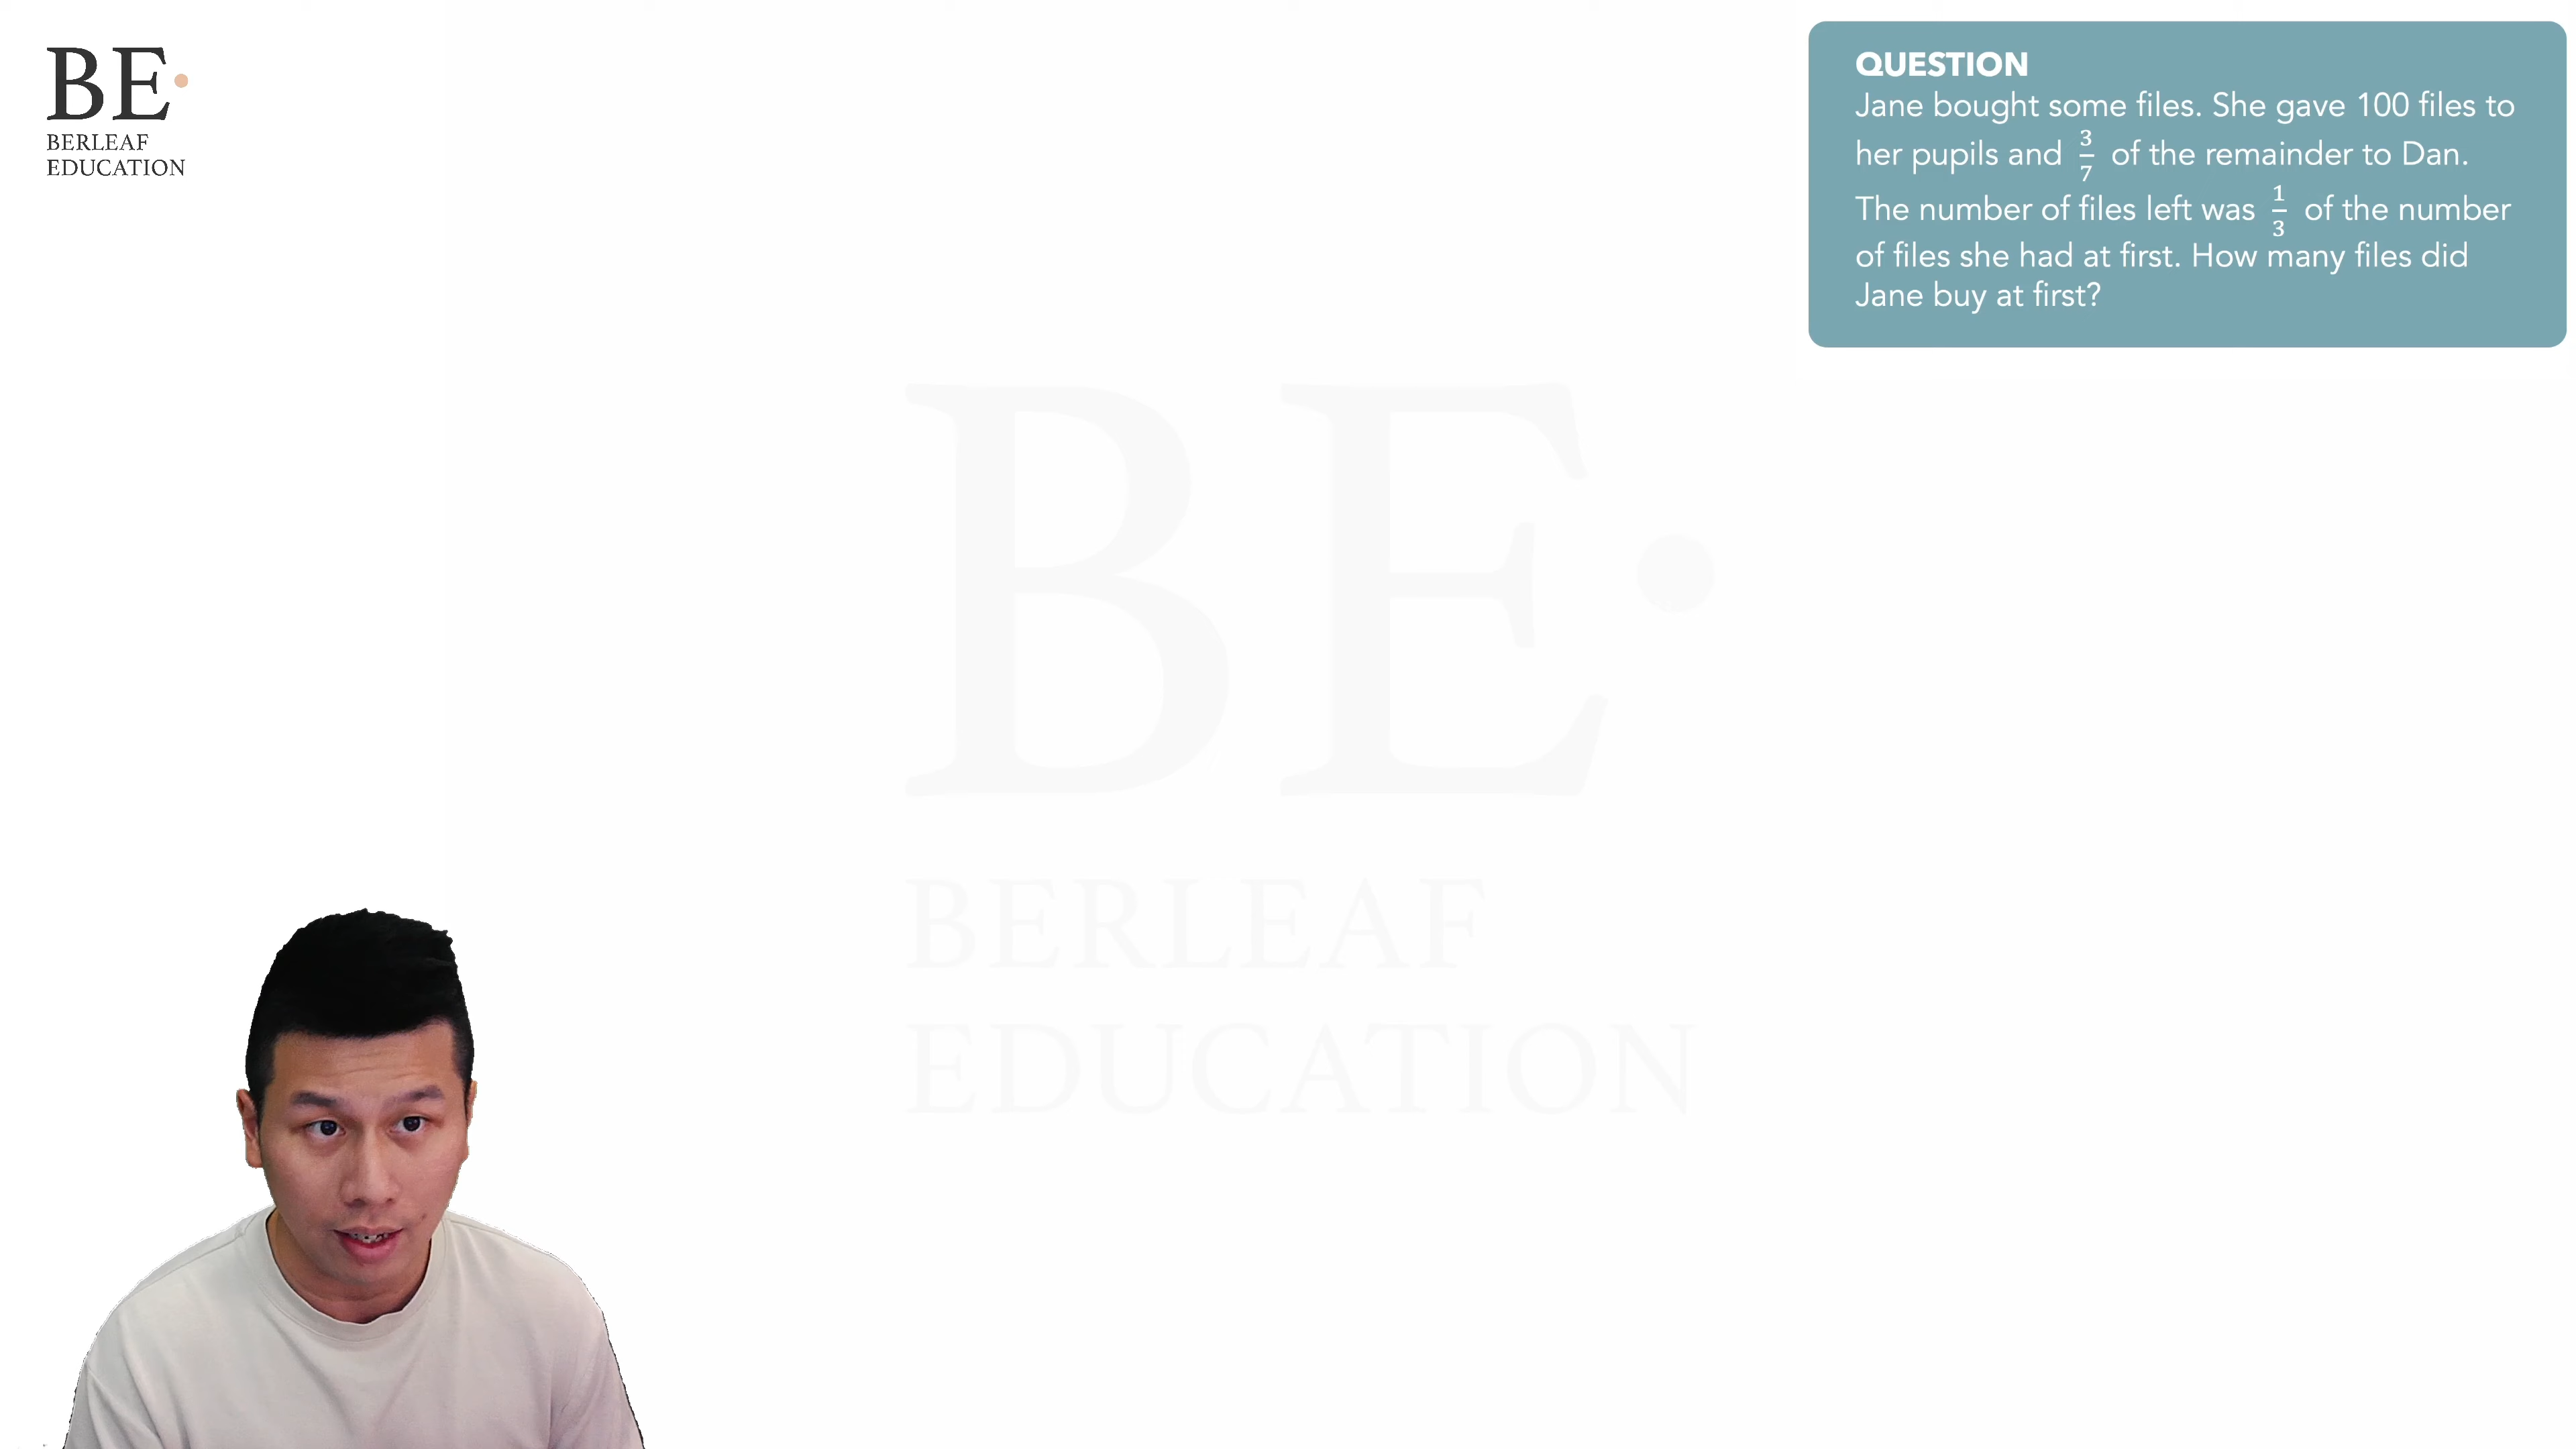 BE
BERLEAF
EDUCATION
QUESTION
Jane bought some files. She gave 100 files to
her pupils and 3/7 of the remainder to Dan.
The number of files left was 1/3 of the number
of files she had at first. How many files did
Jane buy at first?
BE
BERLEAF
EDUCATION